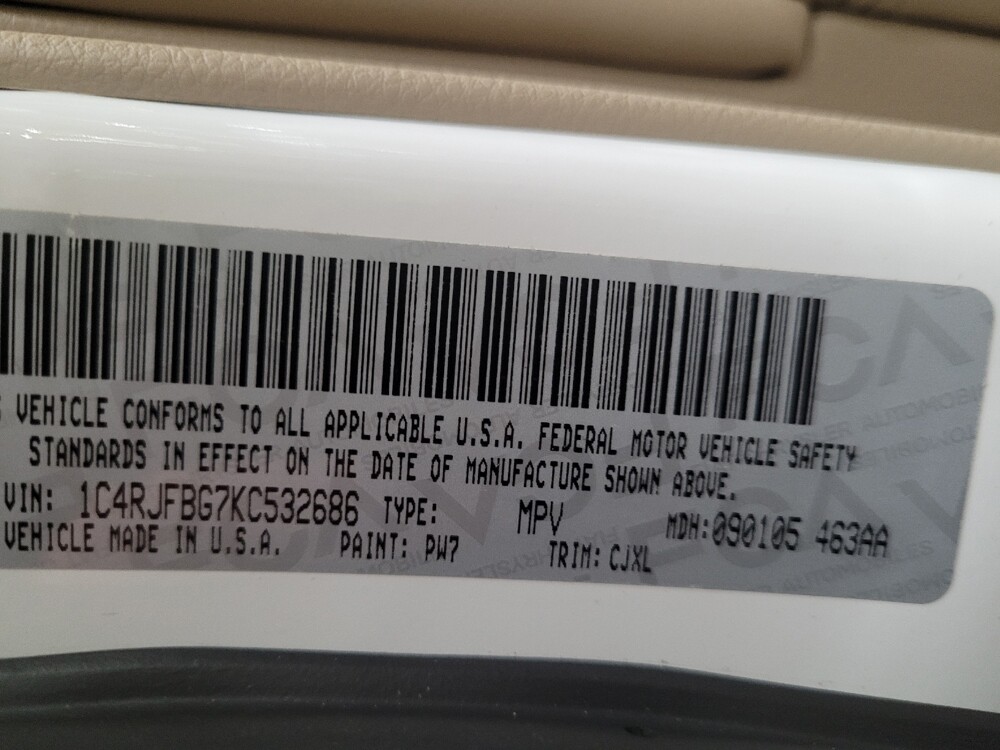 VEHICLE CONFORMS TO ALL APPLICABLE U.S.A. FEDERAL MOTOR VEHICLE SAFETY
STANDARDS IN EFFECT ON THE DATE OF MANUFACTURE SHOWN ABOVE.
VIN: 1C4RJFBG7KC532686 TYPE: MPV MDH:090105 463AA
VEHICLE MADE IN U.S.A. PAINT: PW7 TRIM: CJXL